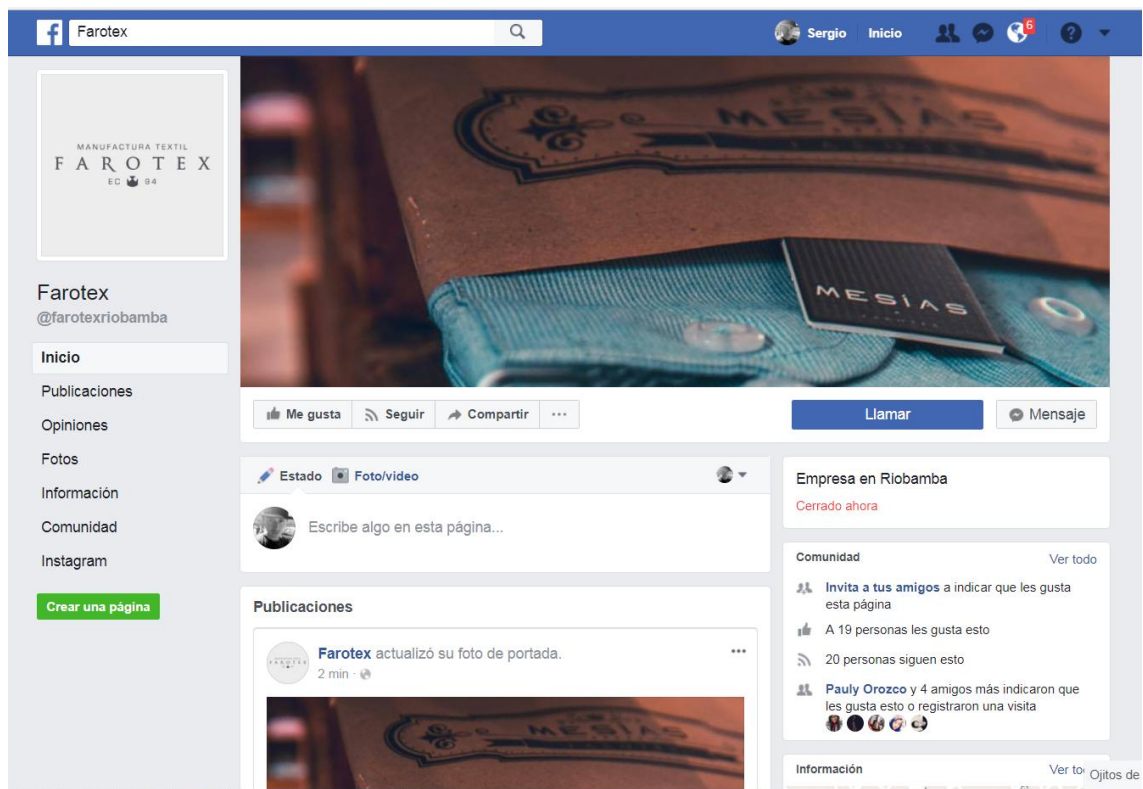 Farotex
Sergio Inicio
6
MANUFACTURA TEXTIL
FAROTEX
EC 94
MESÍAS
MESÍAS
Farotex
@farotexriobamba
Inicio
Publicaciones
Opiniones
Fotos
Información
Comunidad
Instagram
Crear una página
Me gusta Seguir Compartir ...
Llamar Mensaje
Estado Foto/video
Escribe algo en esta página...
Publicaciones
Farotex actualizó su foto de portada.
2 min ·
MESIAS
Empresa en Riobamba
Cerrado ahora
Comunidad Ver todo
Invita a tus amigos a indicar que les gusta
esta página
A 19 personas les gusta esto
20 personas siguen esto
Pauly Orozco y 4 amigos más indicaron que
les gusta esto o registraron una visita
Información Ver to
Ojitos de